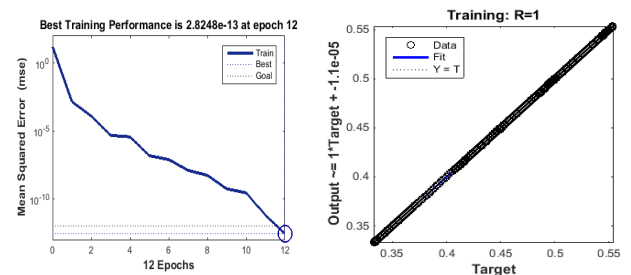 Best Training Performance is 2.8248e-13 at epoch 12
Mean Squared Error (mse)
10^0
10^-5
10^-10
Train
Best
Goal
0 2 4 6 8 10 12
12 Epochs
Training: R=1
Output ~= 1*Target + -1.1e-05
0.55
0.5
0.45
0.4
0.35
Data
Fit
Y = T
0.35 0.4 0.45 0.5 0.55
Target